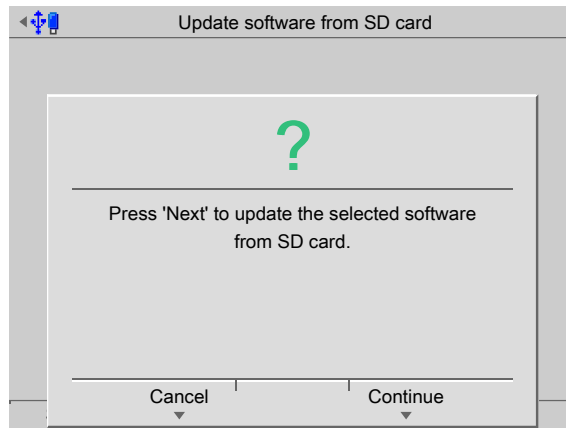 Update software from SD card
?
Press 'Next' to update the selected software
from SD card.
Cancel Continue